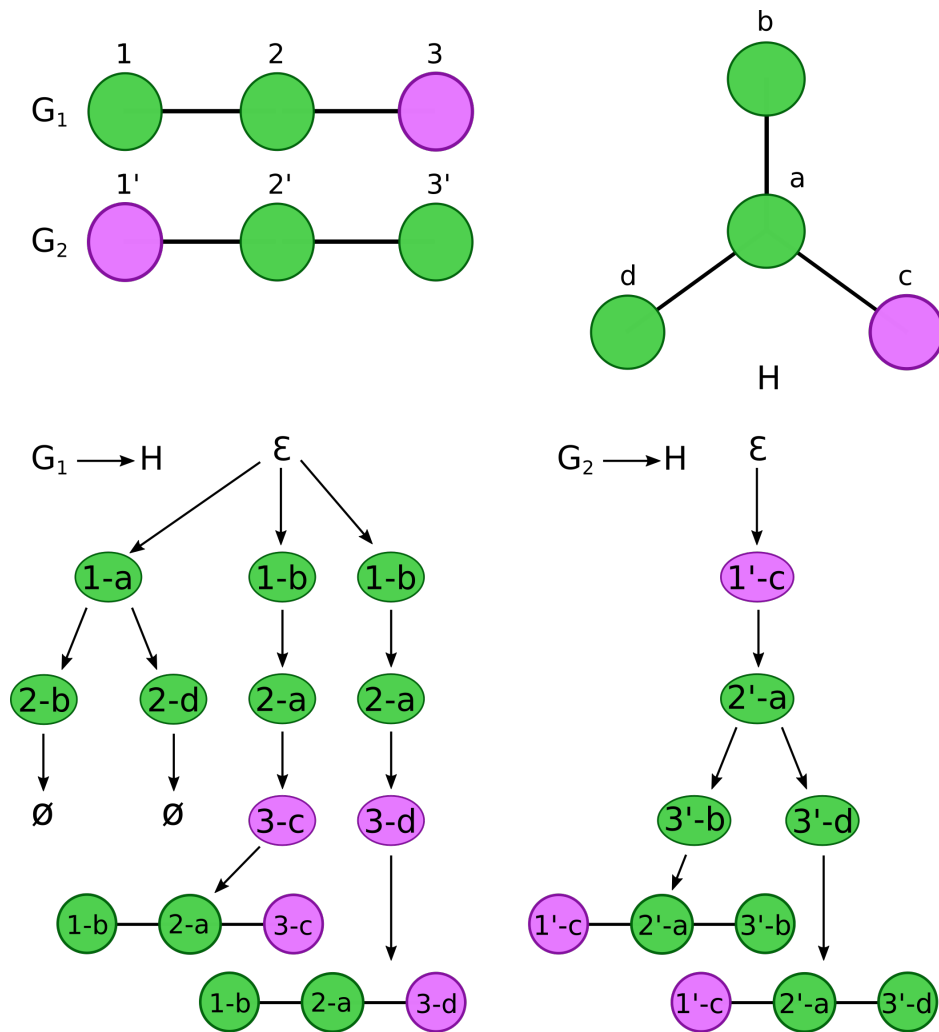 b
1 2 3
G₁
1' 2' 3'
G₂
a
d c
H
G₁ H ε
G₂ H ε
1-a 1-b 1-b
1'-c
2-b 2-d 2-a 2-a
2'-a
ø ø 3-c 3-d
3'-b 3'-d
1-b 2-a 3-c
1'-c 2'-a 3'-b
1-b 2-a 3-d
1'-c 2'-a 3'-d